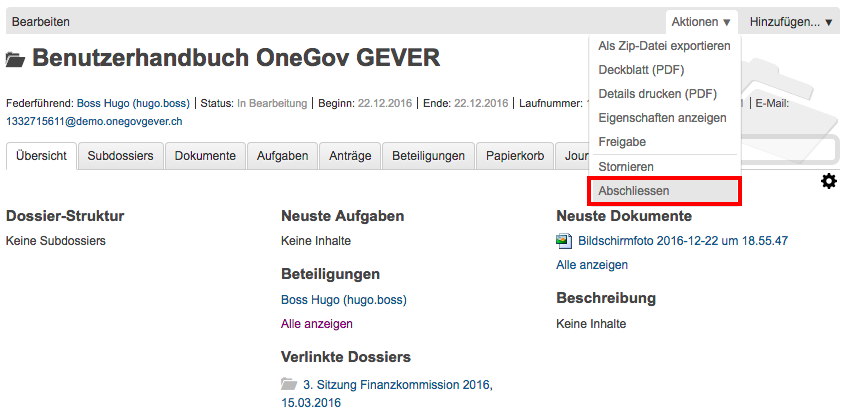 Bearbeiten
Aktionen ▼
Hinzufügen... ▼
Als Zip-Datei exportieren
Deckblatt (PDF)
Details drucken (PDF)
Eigenschaften anzeigen
Freigabe
Stornieren
Abschliessen
Benutzerhandbuch OneGov GEVER
Federführend: Boss Hugo (hugo.boss) | Status: In Bearbeitung | Beginn: 22.12.2016 | Ende: 22.12.2016 | Laufnummer: | E-Mail:
1332715611@demo.onegovgever.ch
Übersicht Subdossiers Dokumente Aufgaben Anträge Beteiligungen Papierkorb
Dossier-Struktur
Keine Subdossiers
Neuste Aufgaben
Keine Inhalte
Beteiligungen
Boss Hugo (hugo.boss)
Alle anzeigen
Verlinkte Dossiers
3. Sitzung Finanzkommission 2016,
15.03.2016
Neuste Dokumente
Bildschirmfoto 2016-12-22 um 18.55.47
Alle anzeigen
Beschreibung
Keine Inhalte